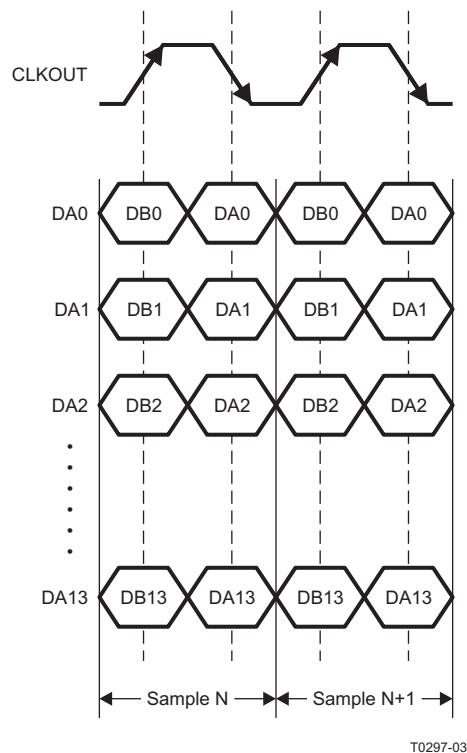 CLKOUT
DA0 DB0 DA0 DB0 DA0
DA1 DB1 DA1 DB1 DA1
DA2 DB2 DA2 DB2 DA2
DA13 DB13 DA13 DB13 DA13
Sample N Sample N+1
T0297-03